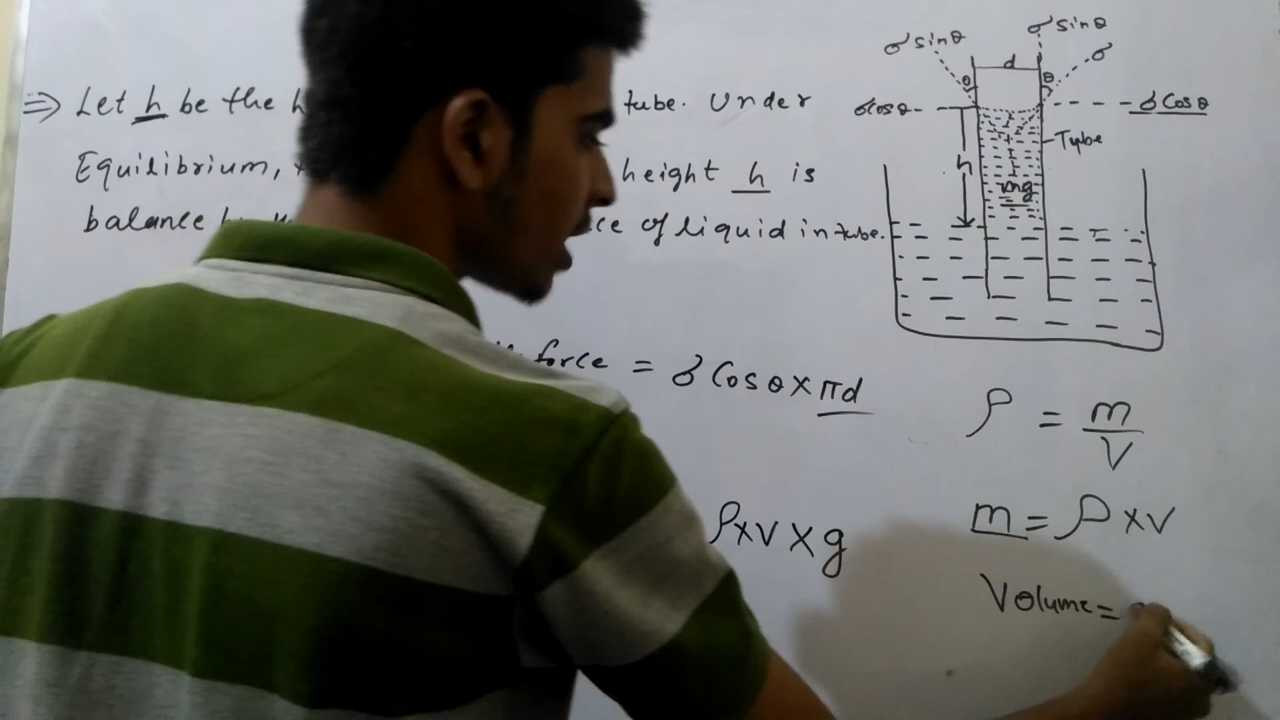 σ sinθ
σ sinθ
σ
d
θ
θ
⇒ Let h be the
tube. Under
σcosθ
σ Cosθ
Tube
h
Equilibrium,
height h is
mg
balance
of liquid in tube.
force = σ Cosθ × πd
ρ = m/V
ρ×v×g
m = ρ×v
Volume =